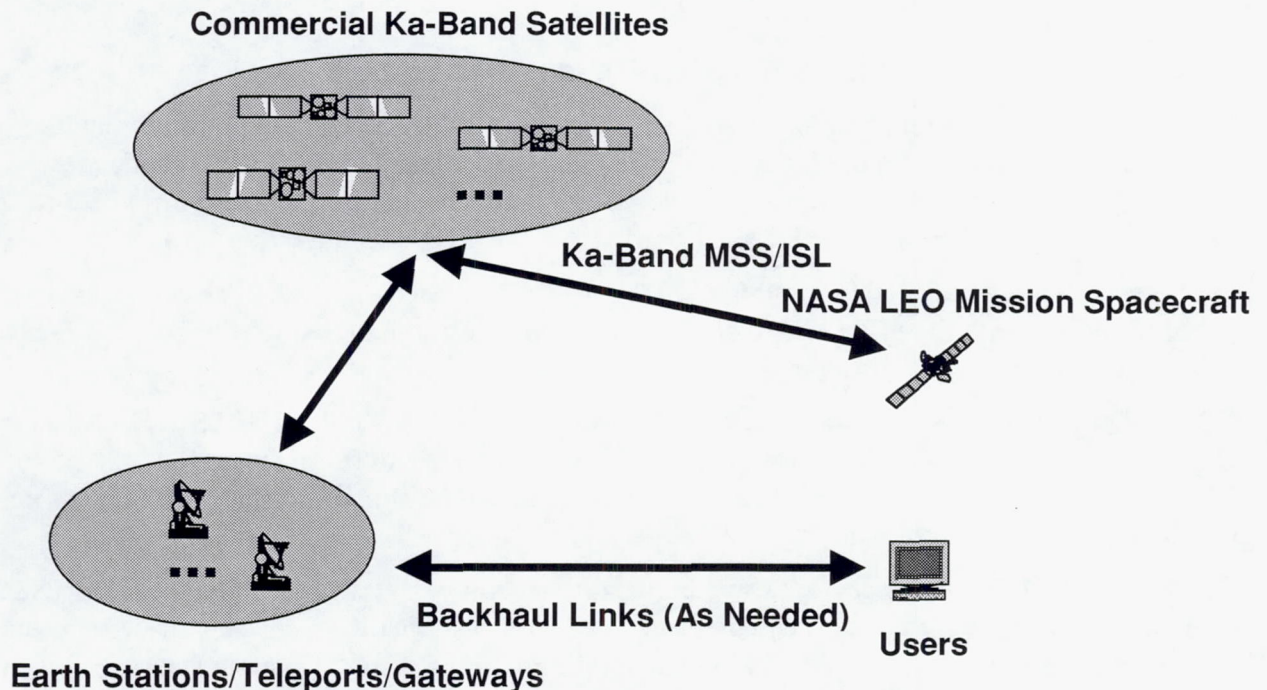 Commercial Ka-Band Satellites
Ka-Band MSS/ISL
NASA LEO Mission Spacecraft
Backhaul Links (As Needed)
Users
Earth Stations/Teleports/Gateways